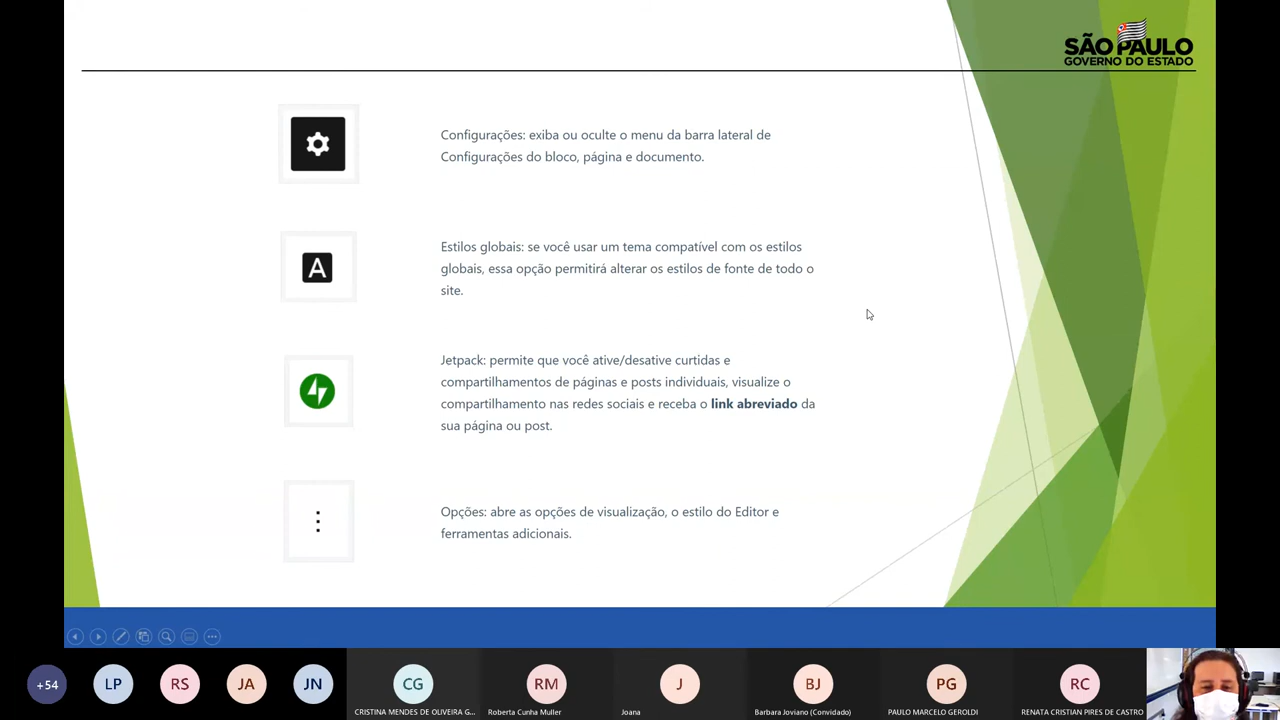 SÃO PAULO
GOVERNO DO ESTADO
Configurações: exiba ou oculte o menu da barra lateral de
Configurações do bloco, página e documento.
A
Estilos globais: se você usar um tema compatível com os estilos
globais, essa opção permitirá alterar os estilos de fonte de todo o
site.
Jetpack: permite que você ative/desative curtidas e
compartilhamentos de páginas e posts individuais, visualize o
compartilhamento nas redes sociais e receba o link abreviado da
sua página ou post.
Opções: abre as opções de visualização, o estilo do Editor e
ferramentas adicionais.
+54
LP
RS
JA
JN
CG
RM
J
BJ
PG
RC
CRISTINA MENDES DE OLIVEIRA G...
Roberta Cunha Muller
Joana
Barbara Joviano (Convidado)
PAULO MARCELO GEROLDI
RENATA CRISTIAN PIRES DE CASTRO